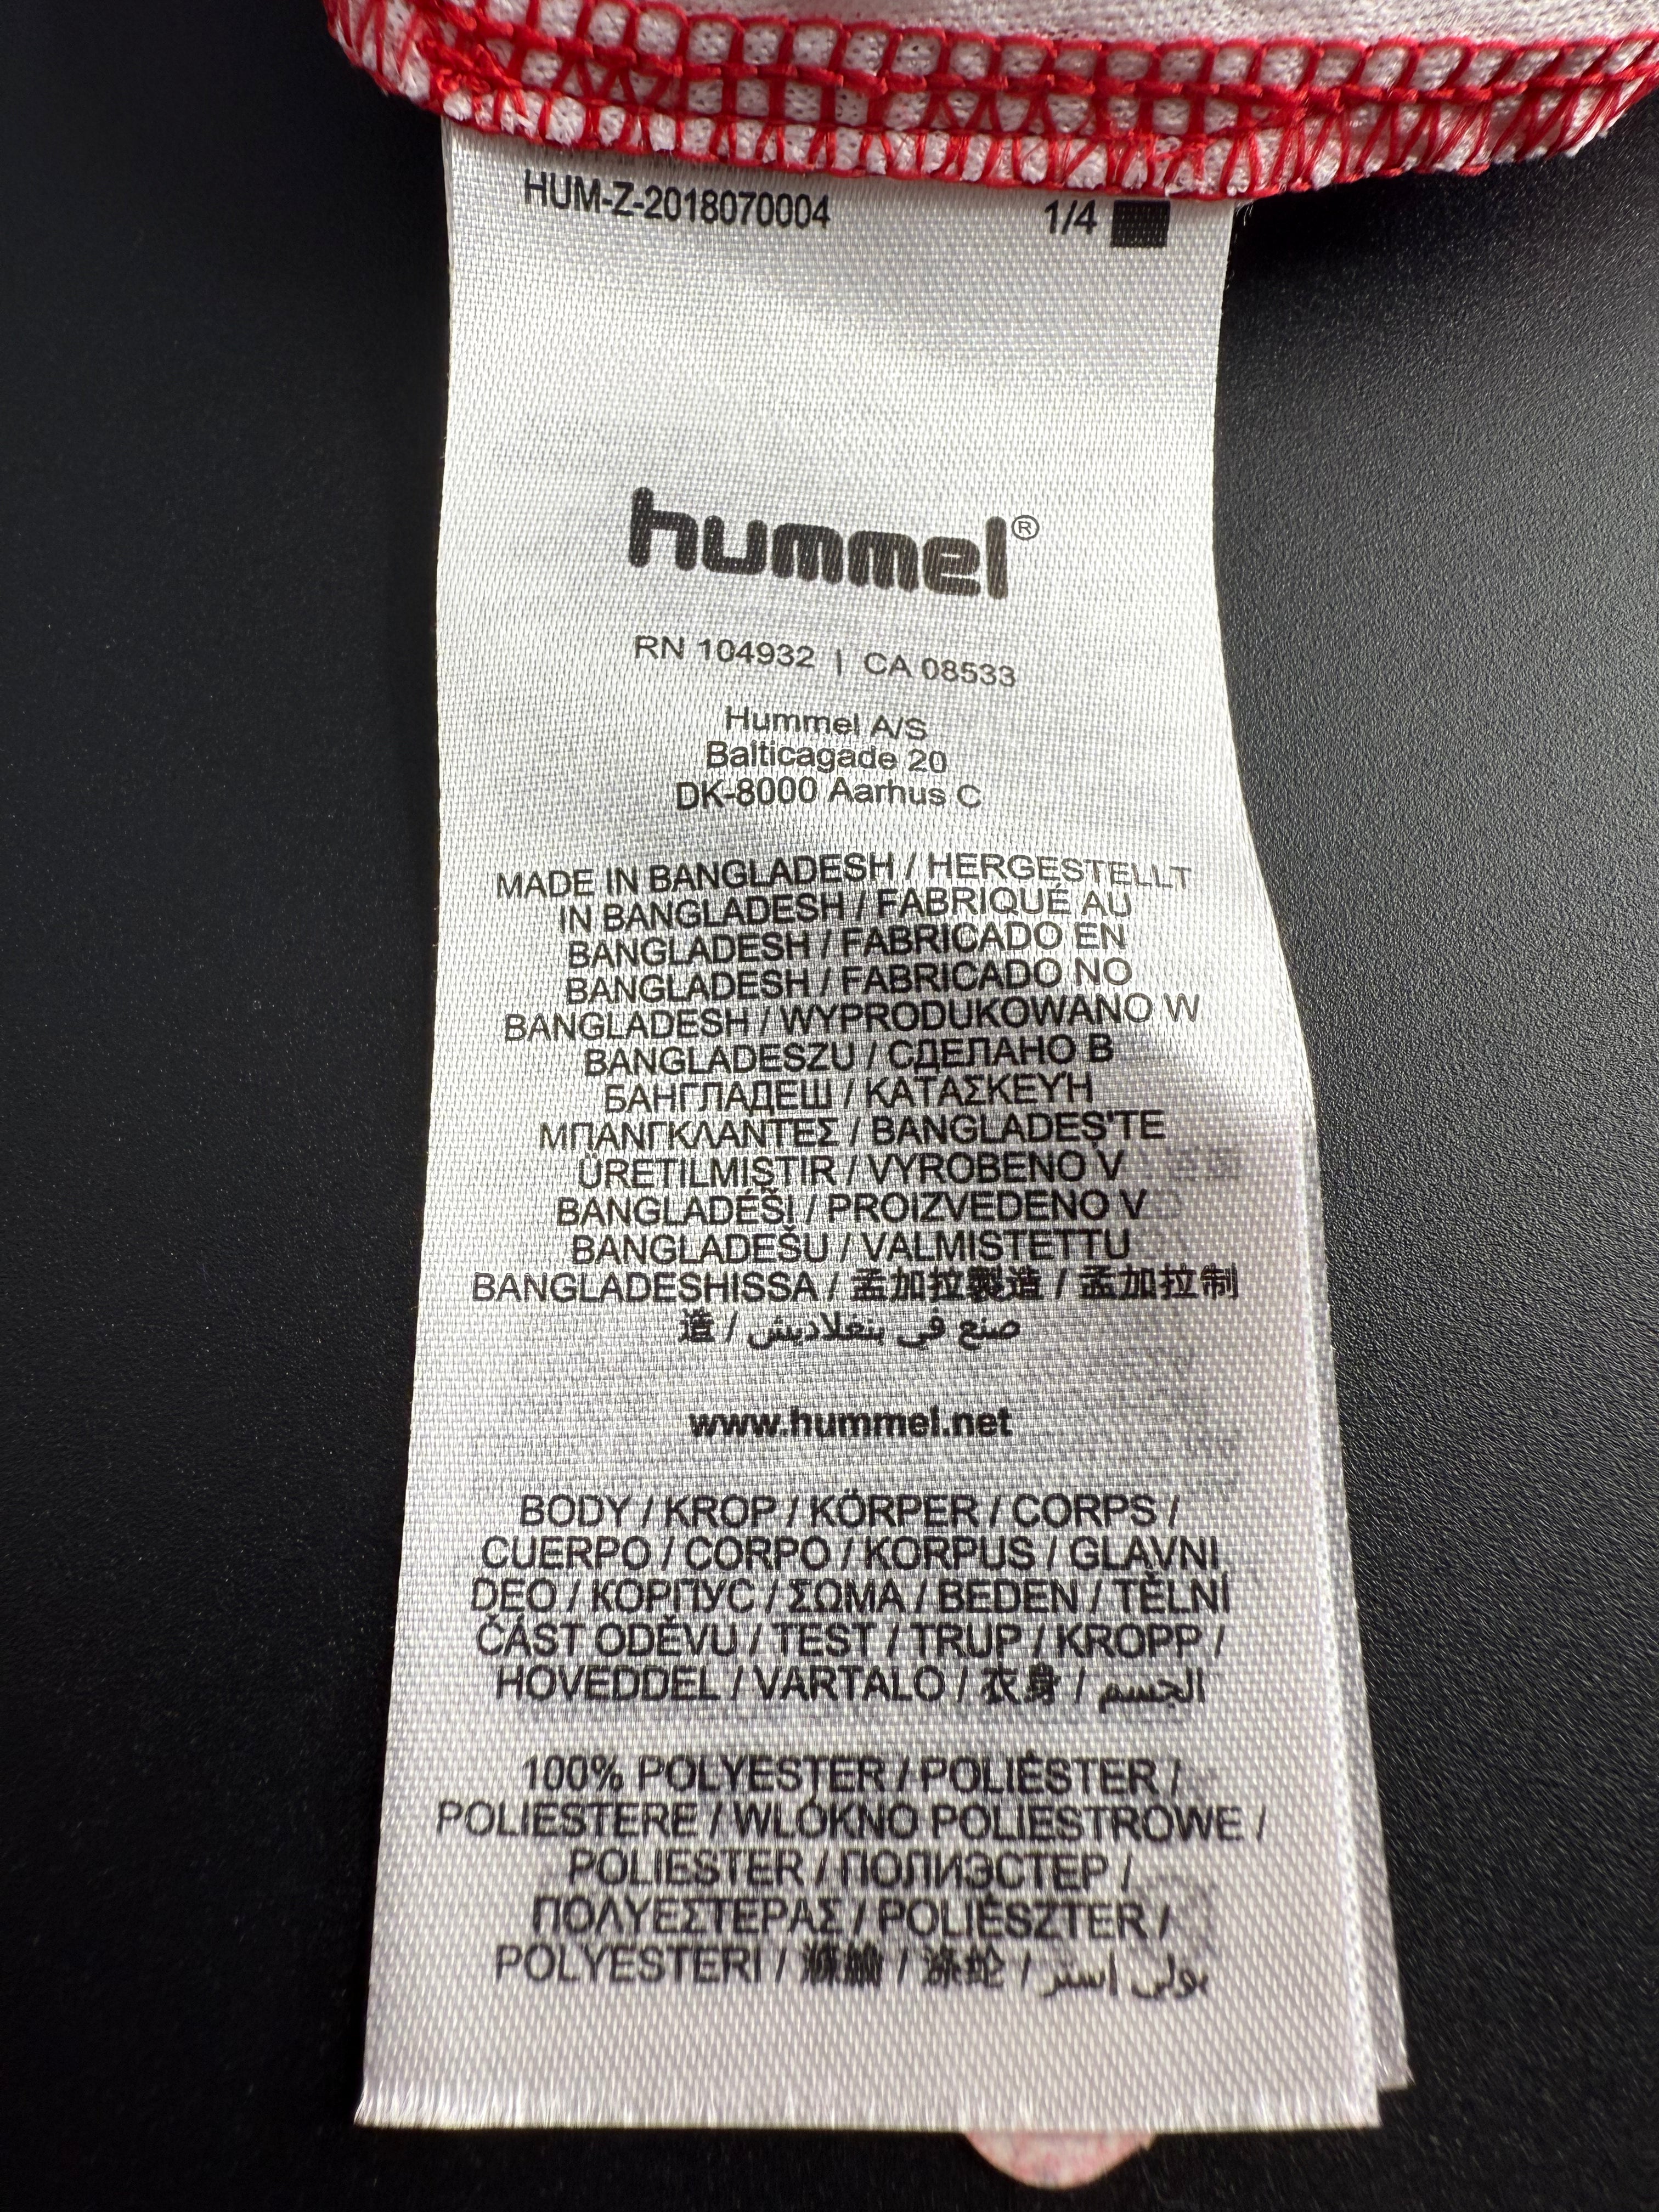 HUM-Z-2018070004 1/4
hummel®
RN 104932 | CA 08533
Hummel A/S
Balticagade 20
DK-8000 Aarhus C
MADE IN BANGLADESH / HERGESTELLT
IN BANGLADESH / FABRIQUÉ AU
BANGLADESH / FABRICADO EN
BANGLADESH / FABRICADO NO
BANGLADESH / WYPRODUKOWANO W
BANGLADESZU / СДЕЛАНО В
БАНГЛАДЕШ / ΚΑΤΑΣΚΕΥΗ
ΜΠΑΝΓΚΛΑΝΤΕΣ / BANGLADEŞ'TE
ÜRETILMIŞTIR / VYROBENO V
BANGLADÉŠI / PROIZVEDENO V
BANGLADEŠU / VALMISTETTU
BANGLADESHISSA / 孟加拉製造 / 孟加拉制
造 / صنع في بنغلاديش
www.hummel.net
BODY / KROP / KÖRPER / CORPS /
CUERPO / CORPO / KORPUS / GLAVNI
DEO / КОРПУС / ΣΩΜΑ / BEDEN / TĚLNÍ
ČÁST ODĚVU / TEST / TRUP / KROPP /
HOVEDDEL / VARTALO / 衣身 / الجسم
100% POLYESTER / POLIÉSTER /
POLIESTERE / WLÓKNO POLIESTROWE /
POLIESTER / ПОЛИЭСТЕР /
ΠΟΛΥΕΣΤΕΡΑΣ / POLIÉSZTER /
POLYESTERI / 滌綸 / 涤纶 / بولي استر